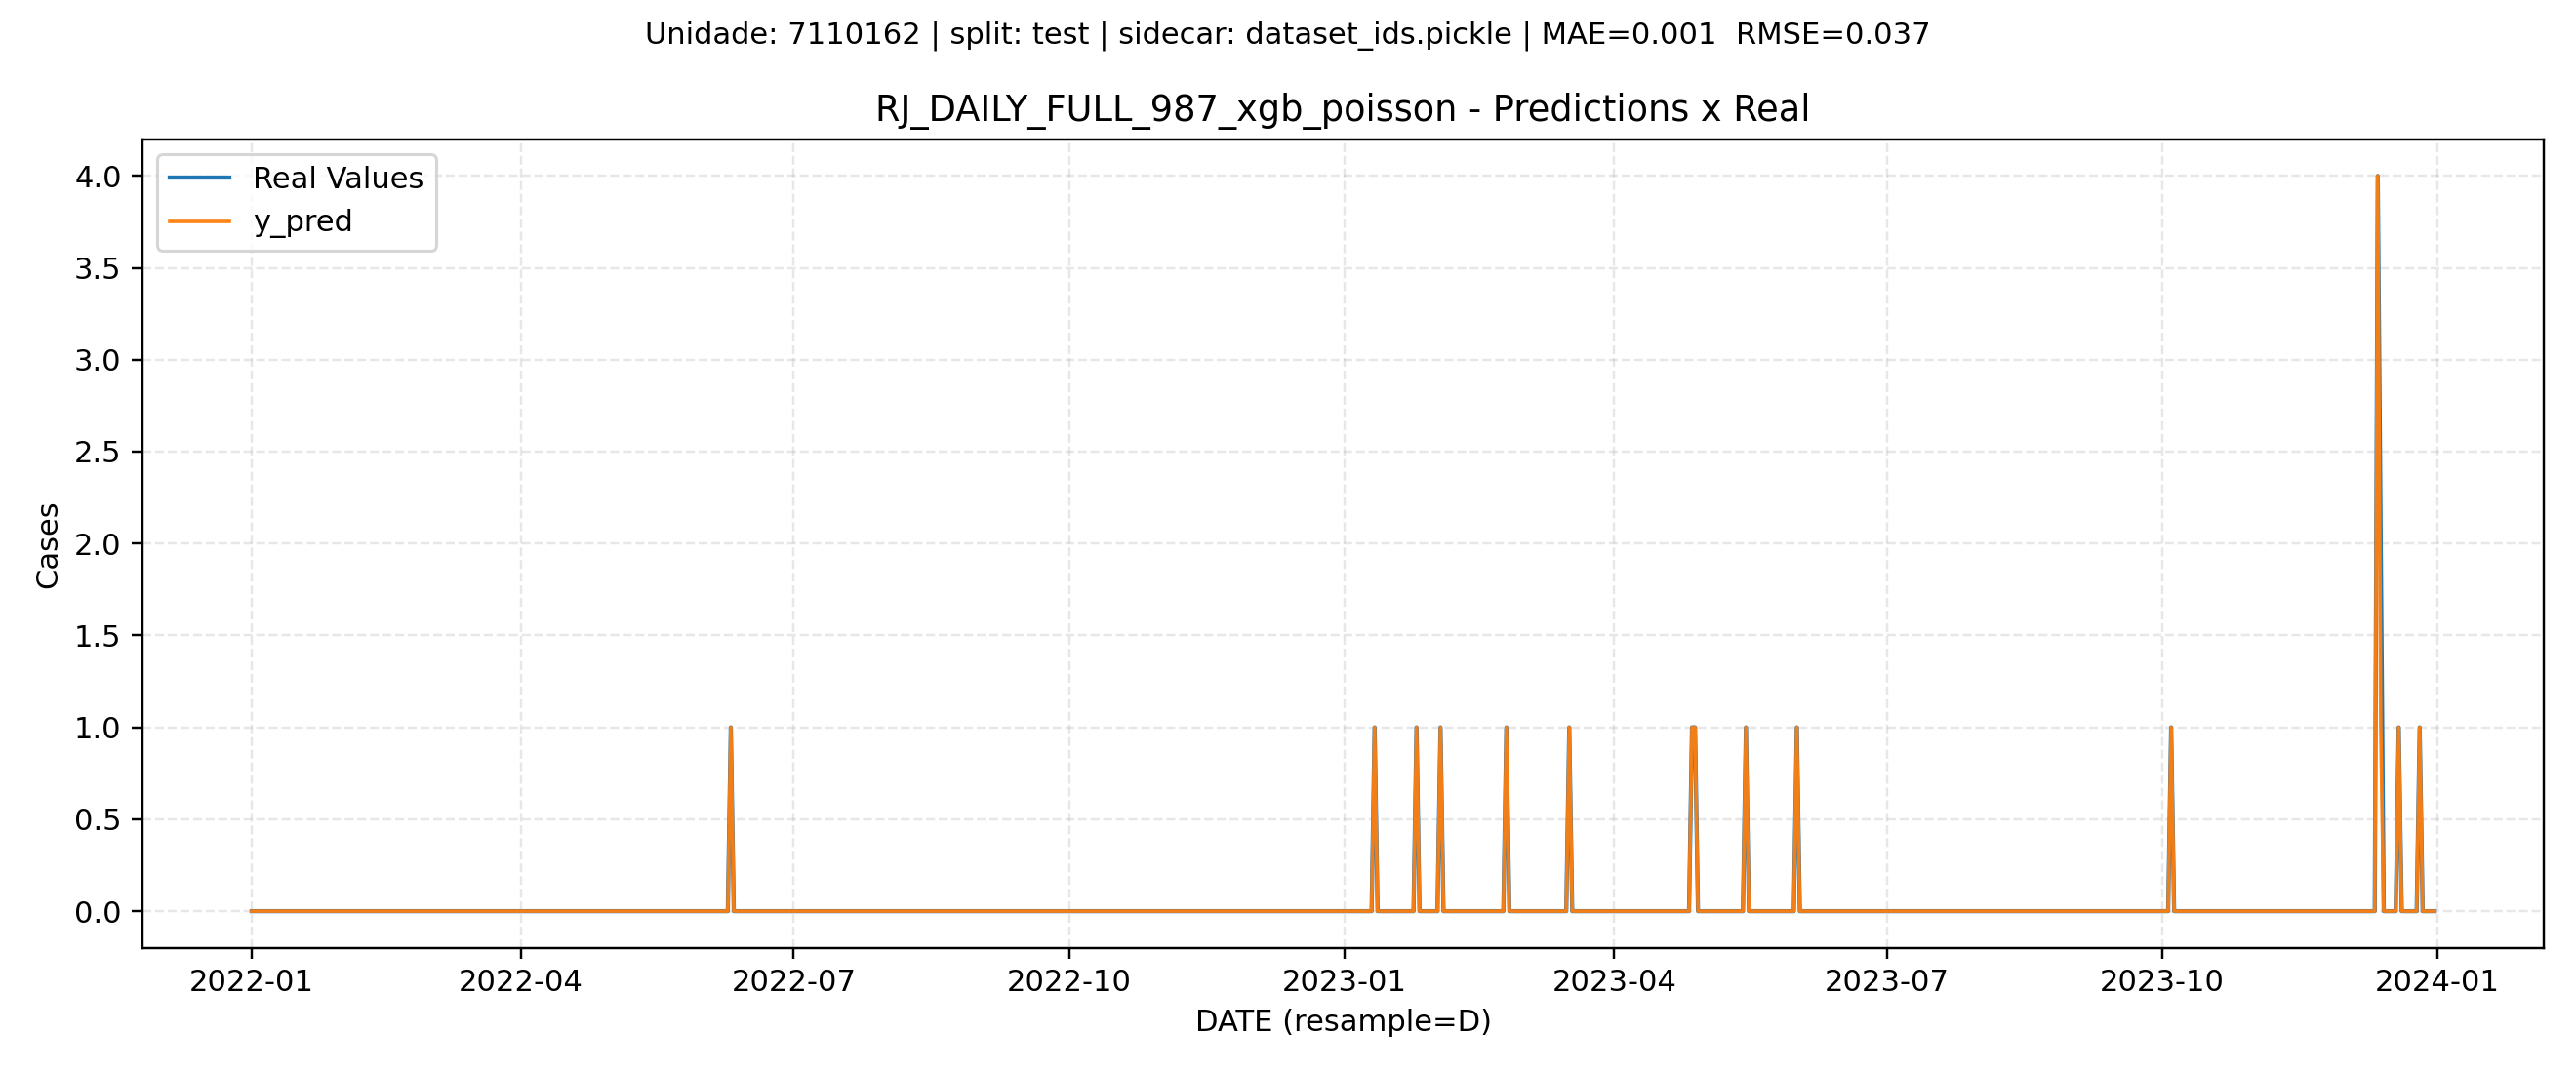 Unidade: 7110162 | split: test | sidecar: dataset_ids.pickle | MAE=0.001  RMSE=0.037
RJ_DAILY_FULL_987_xgb_poisson - Predictions x Real
Real Values
y_pred
4.0
3.5
3.0
2.5
2.0
1.5
1.0
0.5
0.0
Cases
2022-01 2022-04 2022-07 2022-10 2023-01 2023-04 2023-07 2023-10 2024-01
DATE (resample=D)